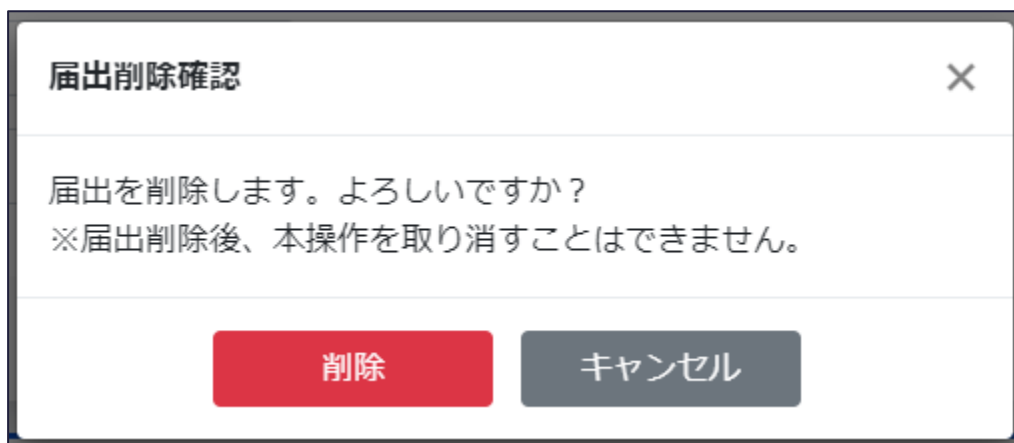 届出削除確認
届出を削除します。よろしいですか？
※届出削除後、本操作を取り消すことはできません。
削除
キャンセル